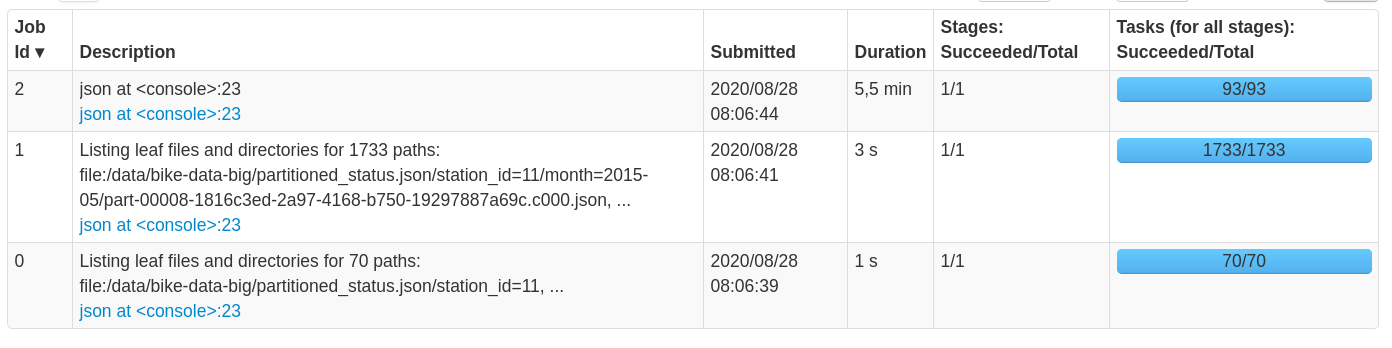 Job Id ▾ Description Submitted Duration Stages: Succeeded/Total Tasks (for all stages): Succeeded/Total
2 json at <console>:23 2020/08/28 5,5 min 1/1 93/93
json at <console>:23 08:06:44
1 Listing leaf files and directories for 1733 paths: 2020/08/28 3 s 1/1 1733/1733
file:/data/bike-data-big/partitioned_status.json/station_id=11/month=2015- 08:06:41
05/part-00008-1816c3ed-2a97-4168-b750-19297887a69c.c000.json, ...
json at <console>:23
0 Listing leaf files and directories for 70 paths: 2020/08/28 1 s 1/1 70/70
file:/data/bike-data-big/partitioned_status.json/station_id=11, ... 08:06:39
json at <console>:23